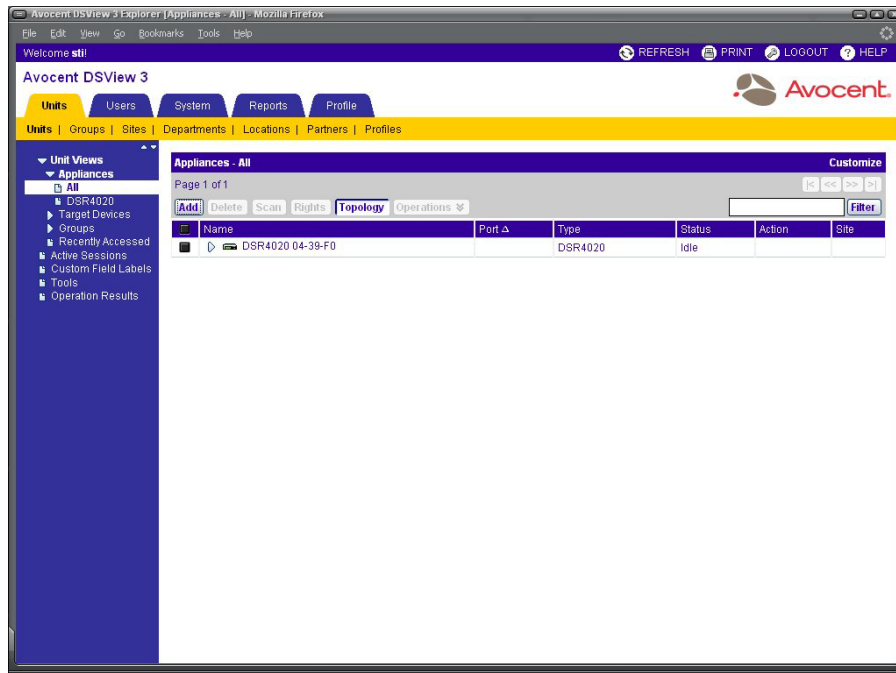 Avocent DSView 3 Explorer [Appliances - All] - Mozilla Firefox
File Edit View Go Bookmarks Tools Help
Welcome sti!
REFRESH PRINT LOGOUT ? HELP
Avocent DSView 3
Avocent.
Units Users System Reports Profile
Units | Groups | Sites | Departments | Locations | Partners | Profiles
Unit Views
Appliances
All
DSR4020
Target Devices
Groups
Recently Accessed
Active Sessions
Custom Field Labels
Tools
Operation Results
Appliances - All Customize
Page 1 of 1 |< << >> >|
Add Delete Scan Rights Topology Operations Filter
Name Port Type Status Action Site
DSR4020 04-39-F0 DSR4020 Idle